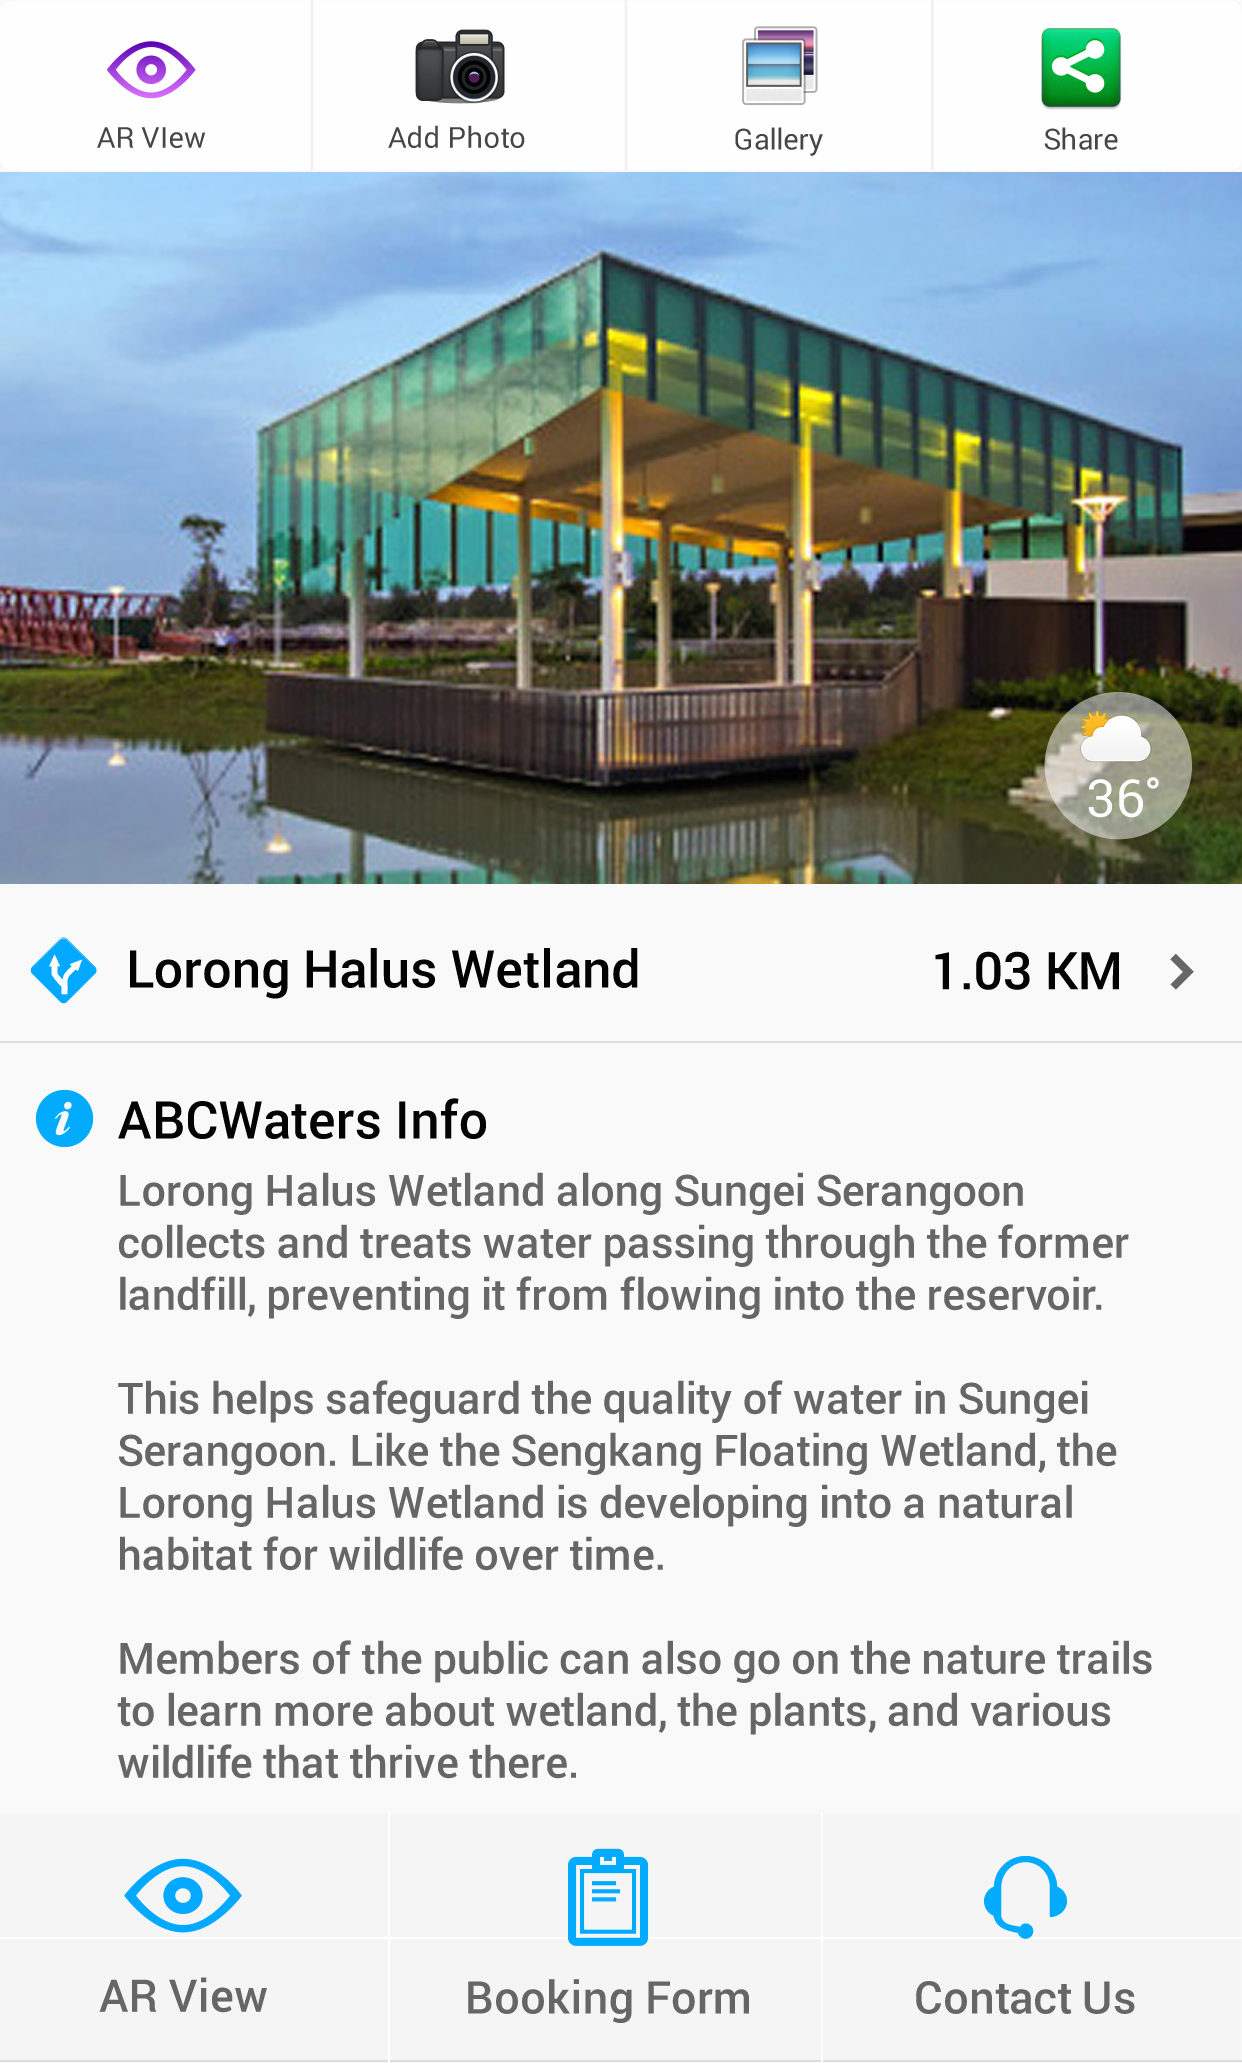 AR VIew
Add Photo
Gallery
Share
36°
Lorong Halus Wetland
1.03 KM
ABCWaters Info
Lorong Halus Wetland along Sungei Serangoon
collects and treats water passing through the former
landfill, preventing it from flowing into the reservoir.
This helps safeguard the quality of water in Sungei
Serangoon. Like the Sengkang Floating Wetland, the
Lorong Halus Wetland is developing into a natural
habitat for wildlife over time.
Members of the public can also go on the nature trails
to learn more about wetland, the plants, and various
wildlife that thrive there.
AR View
Booking Form
Contact Us